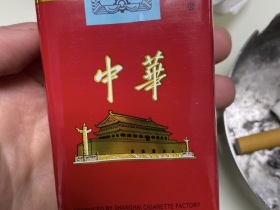 中華
BY SHANGHAI CIGARETTE FACTORY